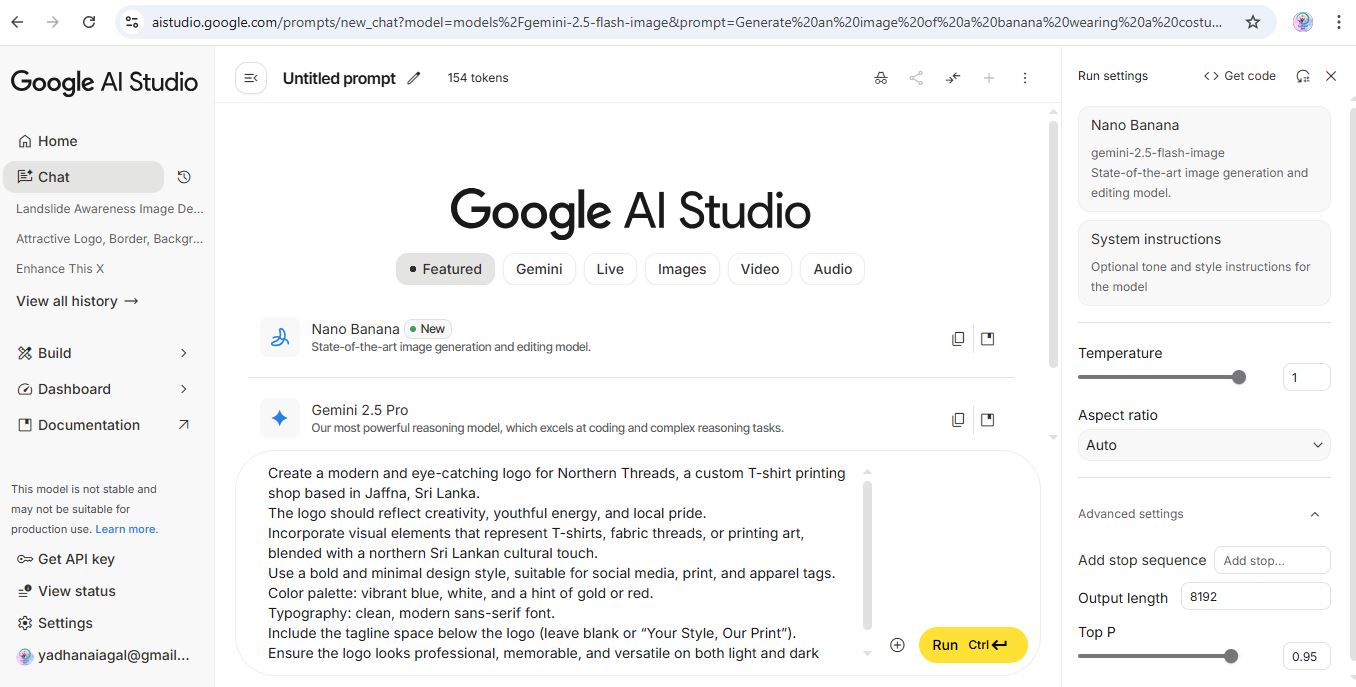 aistudio.google.com/prompts/new_chat?model=models%2Fgemini-2.5-flash-image&prompt=Generate%20an%20image%20of%20a%20banana%20wearing%20a%20costu...
Google AI Studio
Home
Chat
Landslide Awareness Image De...
Attractive Logo, Border, Backgr...
Enhance This X
View all history →
Build
Dashboard
Documentation
This model is not stable and
may not be suitable for
production use. Learn more.
Get API key
View status
Settings
yadhanaiagal@gmail...
Untitled prompt
154 tokens
Google AI Studio
Featured
Gemini
Live
Images
Video
Audio
Nano Banana
New
State-of-the-art image generation and editing model.
Gemini 2.5 Pro
Our most powerful reasoning model, which excels at coding and complex reasoning tasks.
Create a modern and eye-catching logo for Northern Threads, a custom T-shirt printing
shop based in Jaffna, Sri Lanka.
The logo should reflect creativity, youthful energy, and local pride.
Incorporate visual elements that represent T-shirts, fabric threads, or printing art,
blended with a northern Sri Lankan cultural touch.
Use a bold and minimal design style, suitable for social media, print, and apparel tags.
Color palette: vibrant blue, white, and a hint of gold or red.
Typography: clean, modern sans-serif font.
Include the tagline space below the logo (leave blank or “Your Style, Our Print”).
Ensure the logo looks professional, memorable, and versatile on both light and dark
Run Ctrl
Run settings
<> Get code
Nano Banana
gemini-2.5-flash-image
State-of-the-art image generation and
editing model.
System instructions
Optional tone and style instructions for
the model
Temperature
1
Aspect ratio
Auto
Advanced settings
Add stop sequence
Add stop...
Output length
8192
Top P
0.95